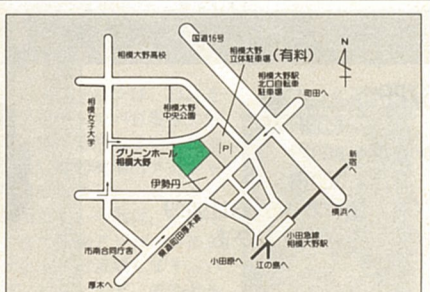 国道16号
相模大野高校
相模大野
立体駐車場(有料)
N
相模大野駅
北口自転車
駐車場
町田へ
相模大野
中央公園
相模女子大学
P
グリーンホール
相模大野
新宿へ
伊勢丹
横浜へ
県道町田厚木線
小田急線
相模大野駅
市南合同庁舎
小田原へ
江の島へ
厚木へ